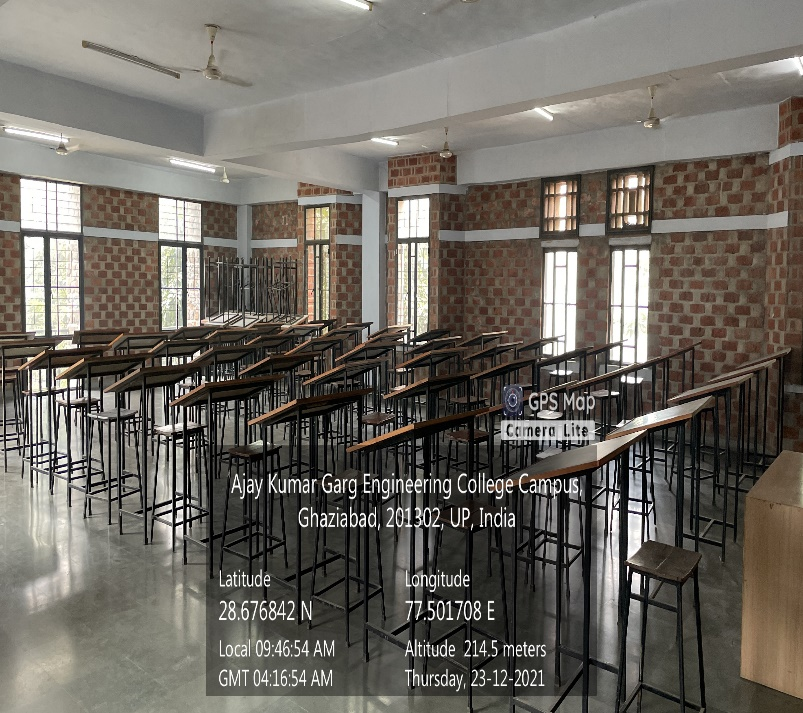 GPS Map
Camera Lite
Ajay Kumar Garg Engineering College Campus,
Ghaziabad, 201302, UP, India
Latitude
Longitude
28.676842 N
77.501708 E
Local 09:46:54 AM
Altitude 214.5 meters
GMT 04:16:54 AM
Thursday, 23-12-2021